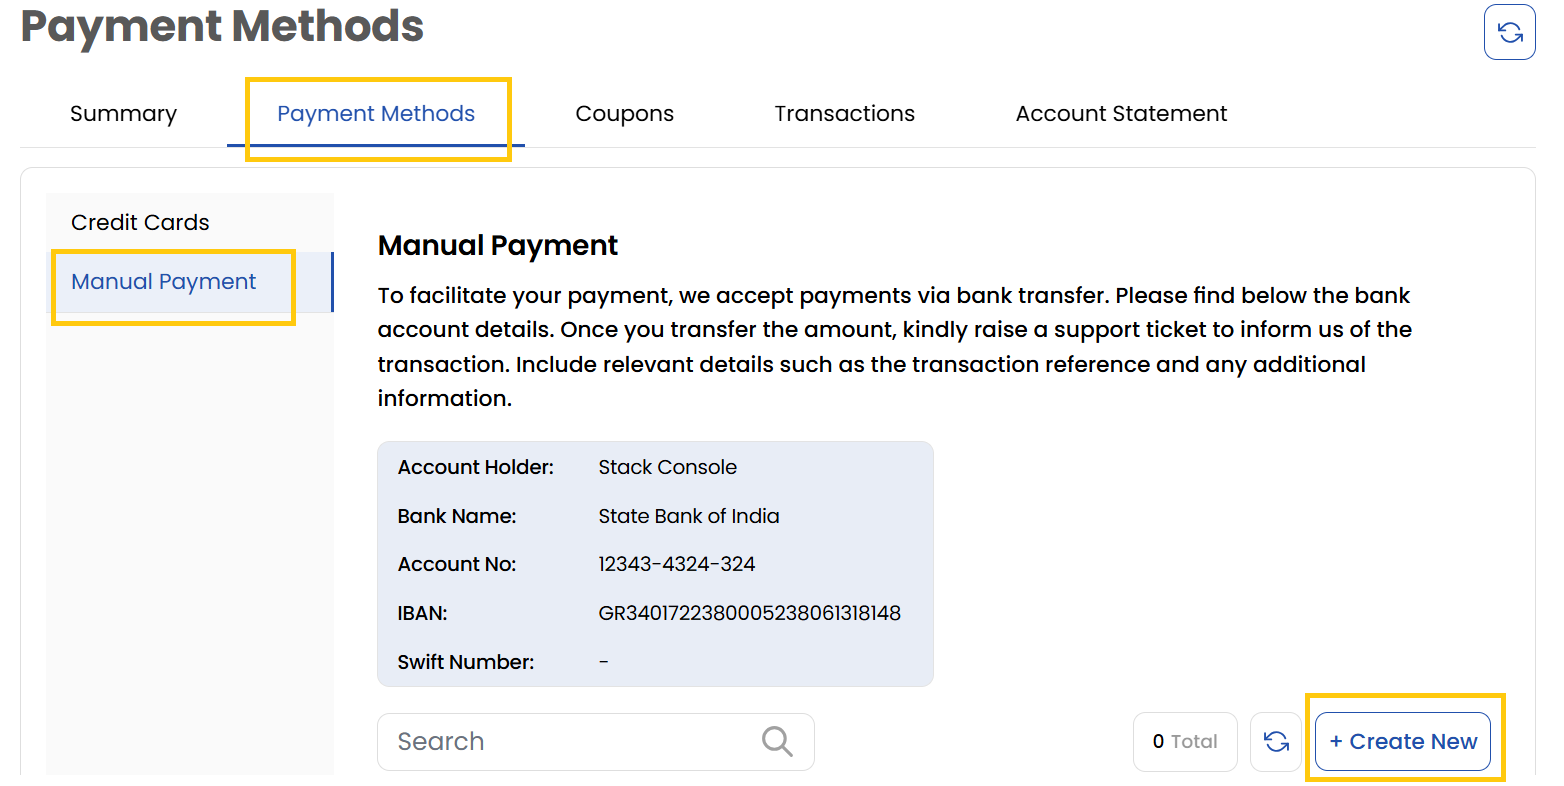 Payment Methods
Summary
Payment Methods
Coupons
Transactions
Account Statement
Credit Cards
Manual Payment
Manual Payment
To facilitate your payment, we accept payments via bank transfer. Please find below the bank
account details. Once you transfer the amount, kindly raise a support ticket to inform us of the
transaction. Include relevant details such as the transaction reference and any additional
information.
Account Holder: Stack Console
Bank Name: State Bank of India
Account No: 12343-4324-324
IBAN: GR3401722380005238061318148
Swift Number: -
Search
0 Total
+ Create New